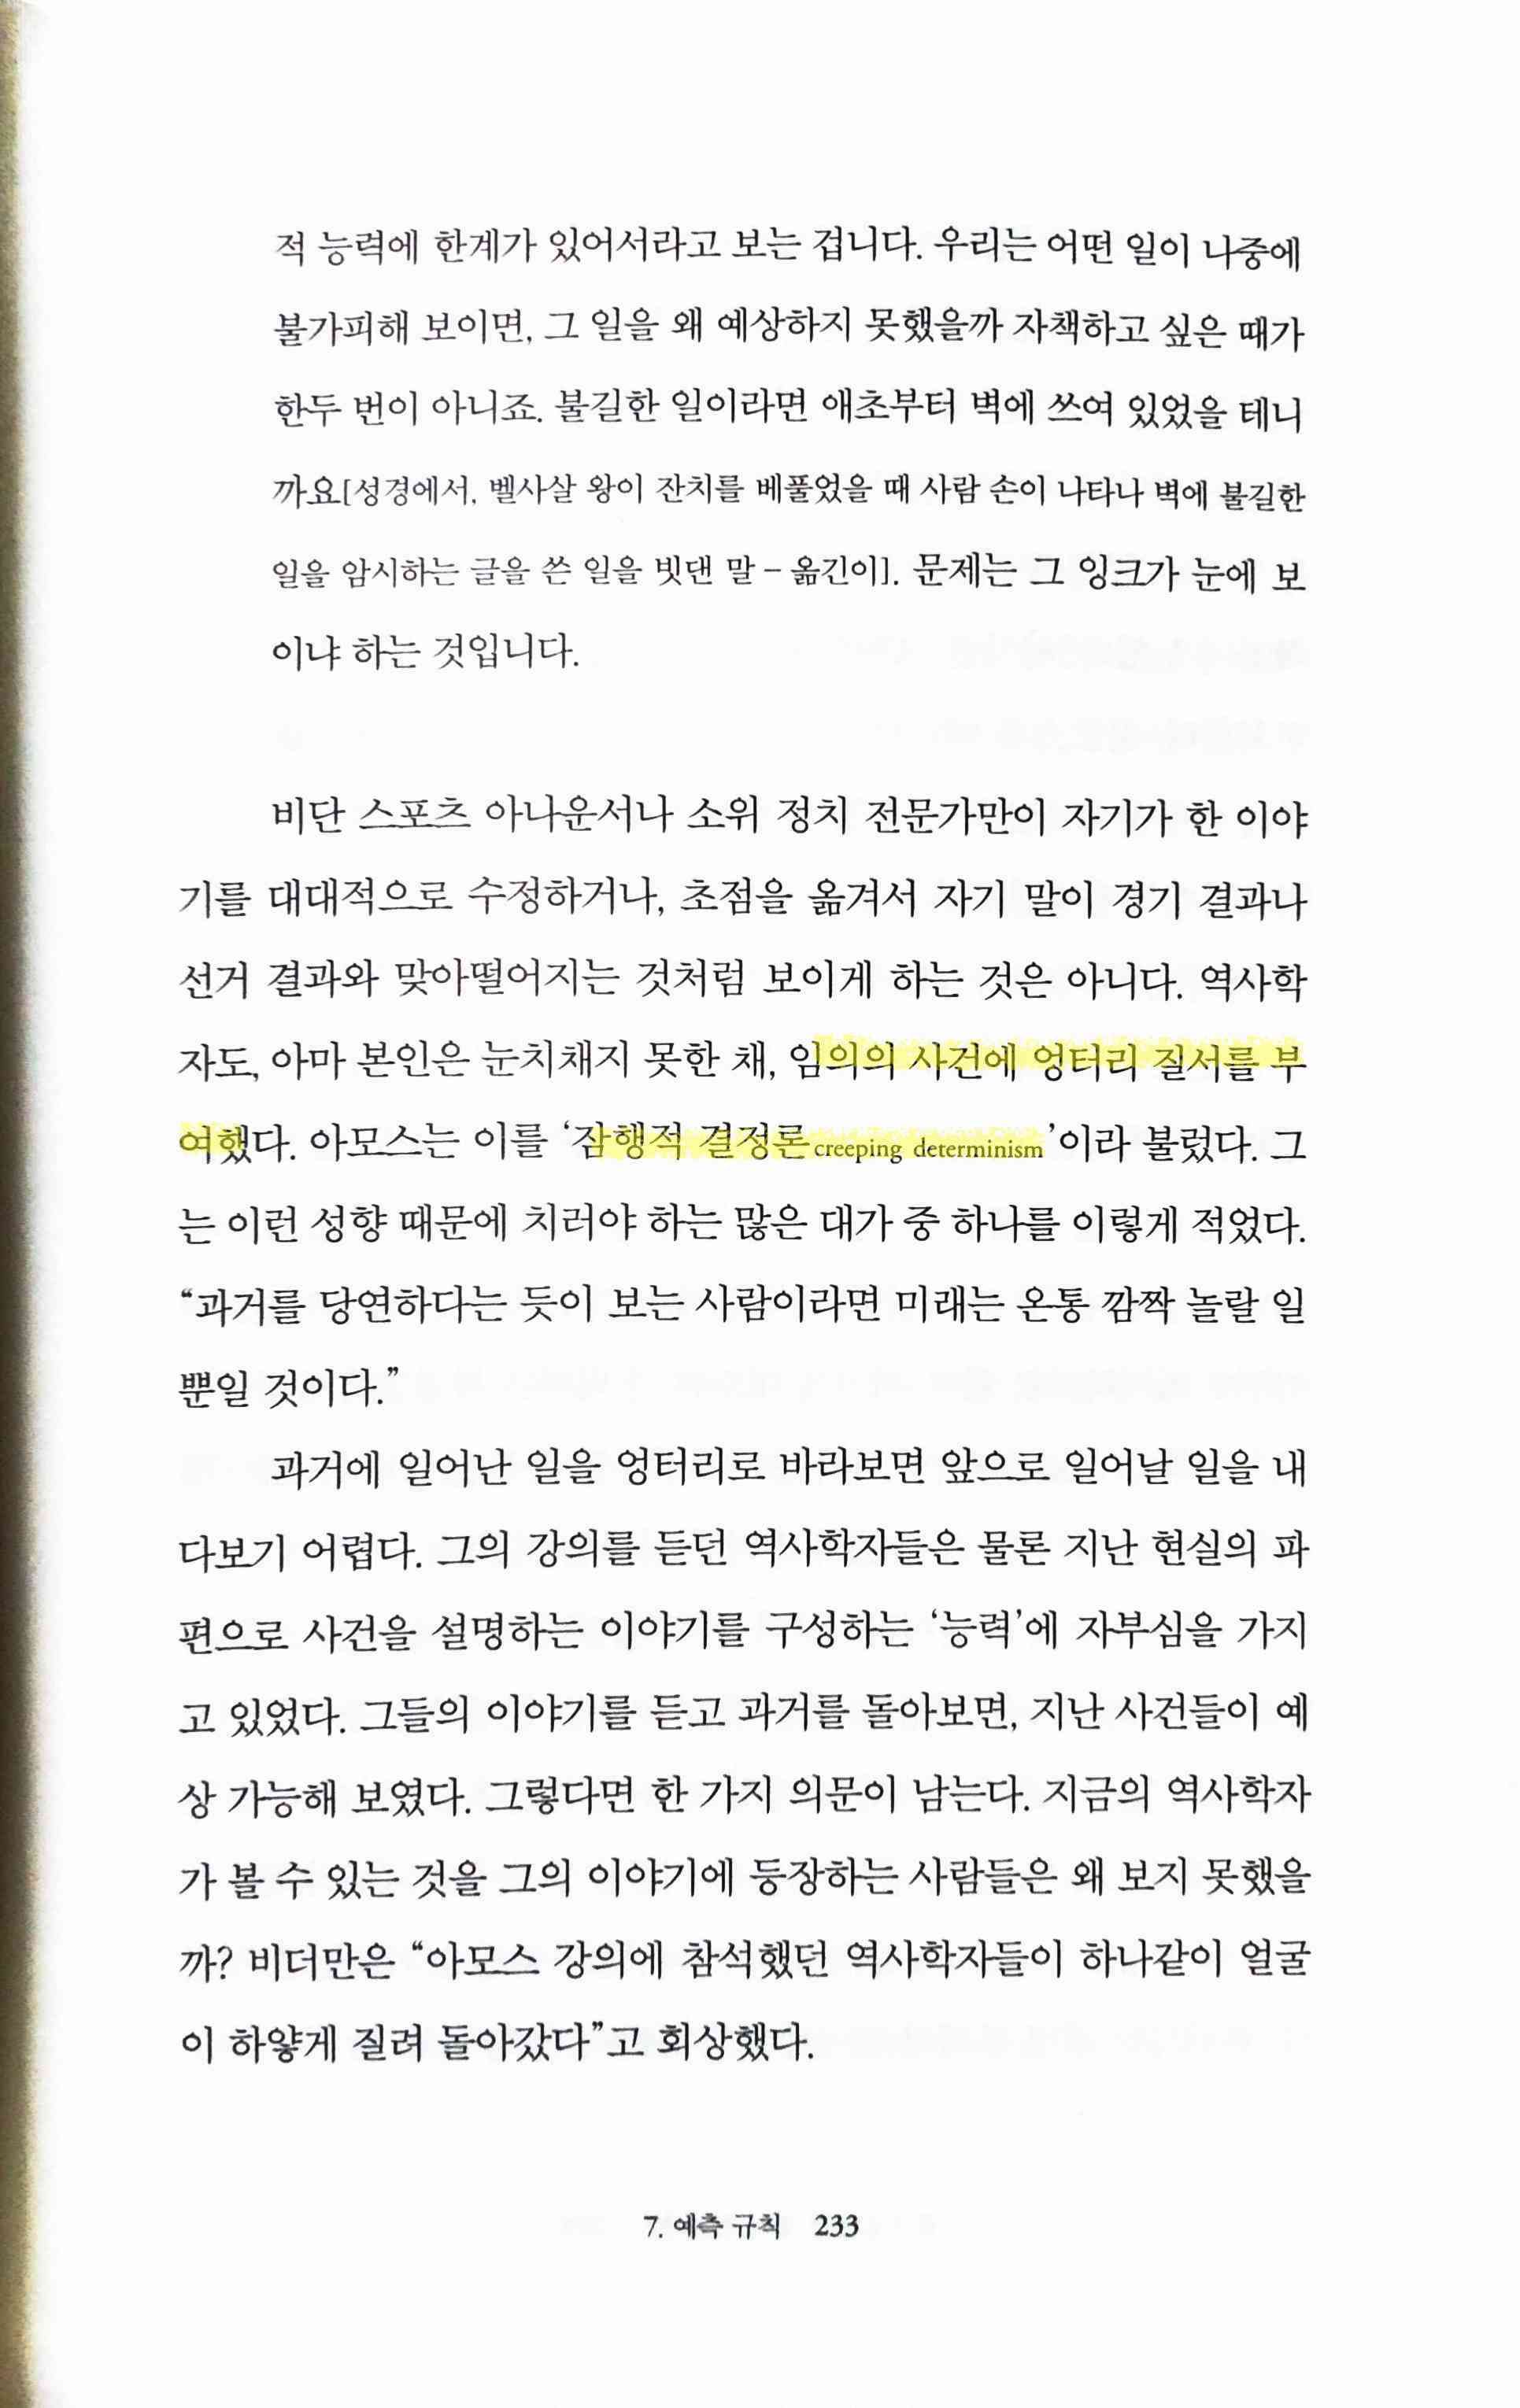 적 능력에 한계가 있어서라고 보는 겁니다. 우리는 어떤 일이 나중에
불가피해 보이면, 그 일을 왜 예상하지 못했을까 자책하고 싶은 때가
한두 번이 아니죠. 불길한 일이라면 애초부터 벽에 쓰여 있었을 테니
까요[성경에서, 벨사살 왕이 잔치를 베풀었을 때 사람 손이 나타나 벽에 불길한
일을 암시하는 글을 쓴 일을 빗댄 말 – 옮긴이]. 문제는 그 잉크가 눈에 보
이냐 하는 것입니다.
비단 스포츠 아나운서나 소위 정치 전문가만이 자기가 한 이야
기를 대대적으로 수정하거나, 초점을 옮겨서 자기 말이 경기 결과나
선거 결과와 맞아떨어지는 것처럼 보이게 하는 것은 아니다. 역사학
자도, 아마 본인은 눈치채지 못한 채, 임의의 사건에 엉터리 질서를 부
여했다. 아모스는 이를 ‘잠행적 결정론creeping determinism’이라 불렀다. 그
는 이런 성향 때문에 치러야 하는 많은 대가 중 하나를 이렇게 적었다.
“과거를 당연하다는 듯이 보는 사람이라면 미래는 온통 깜짝 놀랄 일
뿐일 것이다.”
과거에 일어난 일을 엉터리로 바라보면 앞으로 일어날 일을 내
다보기 어렵다. 그의 강의를 듣던 역사학자들은 물론 지난 현실의 파
편으로 사건을 설명하는 이야기를 구성하는 ‘능력’에 자부심을 가지
고 있었다. 그들의 이야기를 듣고 과거를 돌아보면, 지난 사건들이 예
상 가능해 보였다. 그렇다면 한 가지 의문이 남는다. 지금의 역사학자
가 볼 수 있는 것을 그의 이야기에 등장하는 사람들은 왜 보지 못했을
까? 비더만은 “아모스 강의에 참석했던 역사학자들이 하나같이 얼굴
이 하얗게 질려 돌아갔다”고 회상했다.
7. 예측 규칙 233